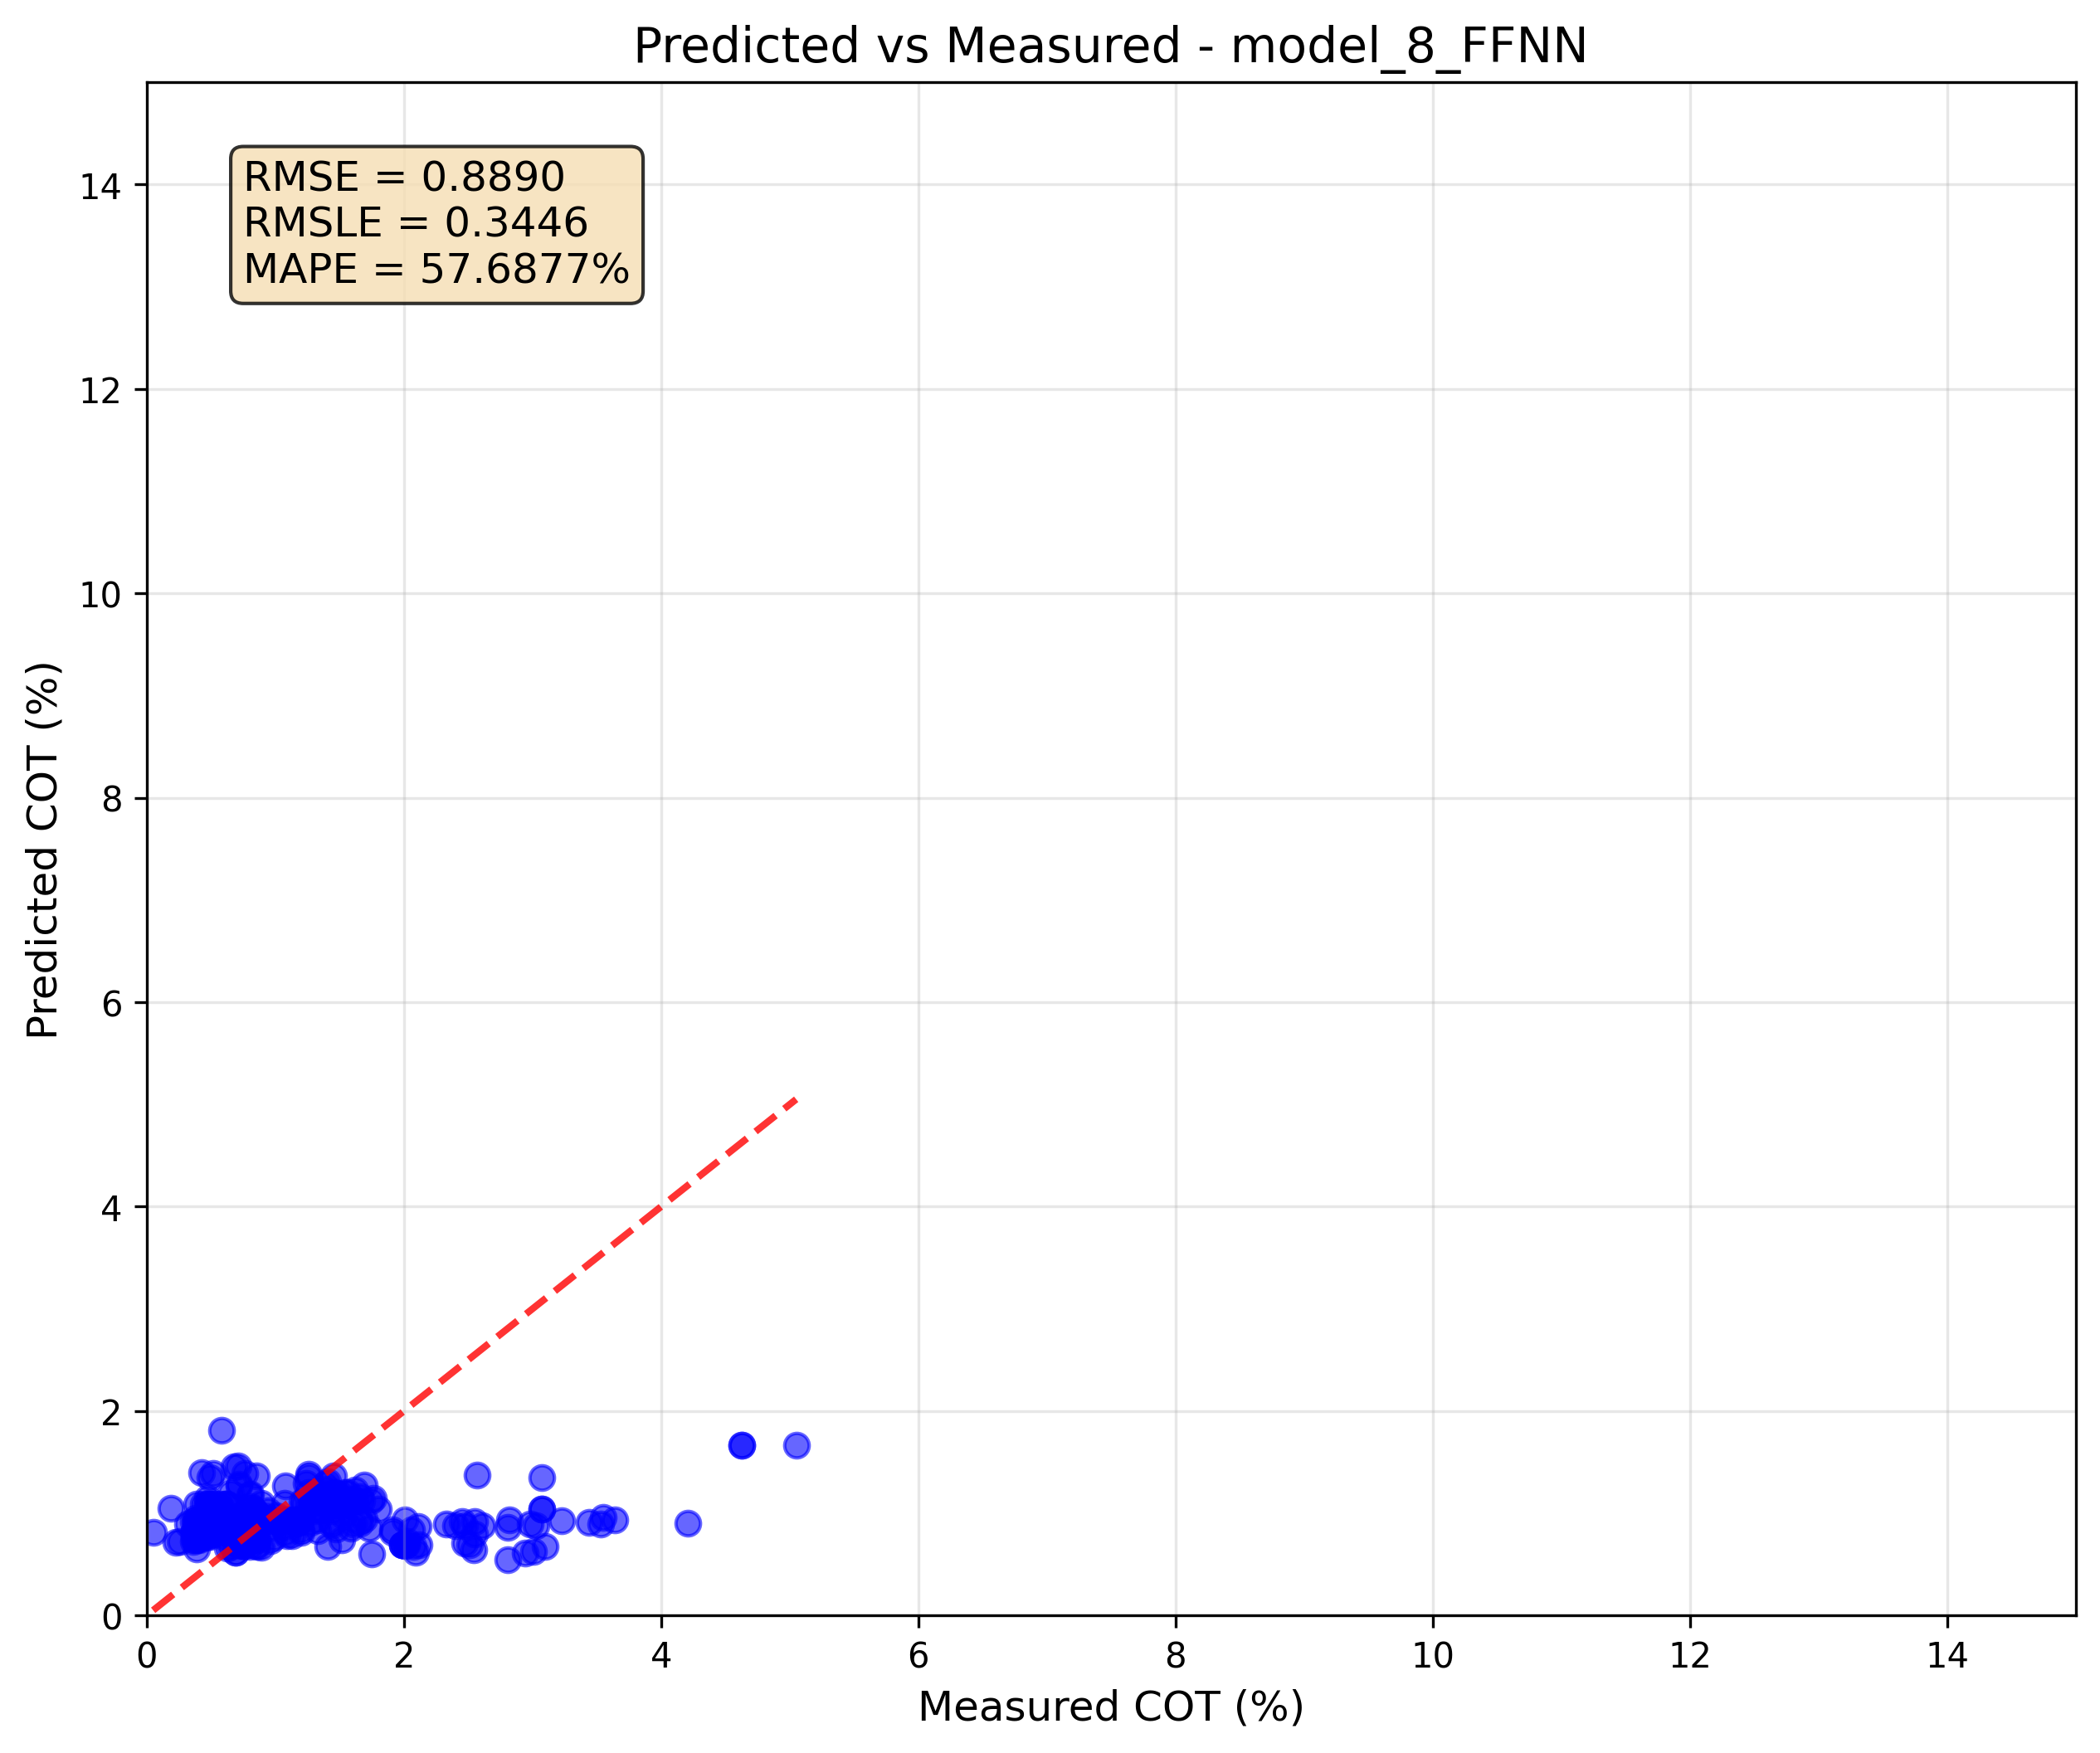 Predicted vs Measured - model_8_FFNN
RMSE = 0.8890
RMSLE = 0.3446
MAPE = 57.6877%
14
12
10
8
6
4
2
0
Predicted COT (%)
0 2 4 6 8 10 12 14
Measured COT (%)